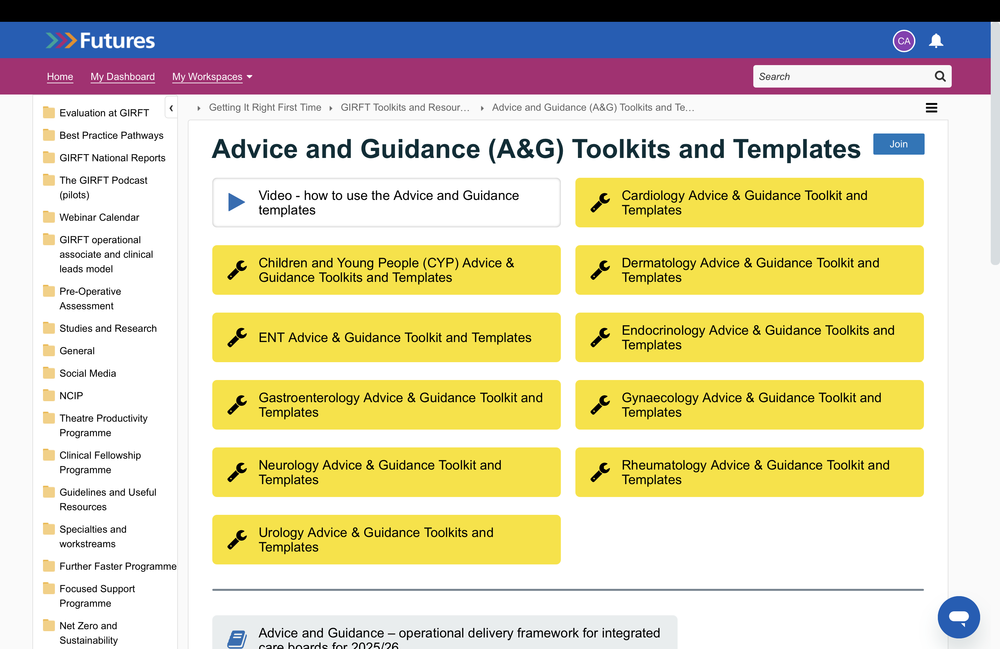 Futures
CA
Home
My Dashboard
My Workspaces
Search
Evaluation at GIRFT
Best Practice Pathways
GIRFT National Reports
The GIRFT Podcast
(pilots)
Webinar Calendar
GIRFT operational
associate and clinical
leads model
Pre-Operative
Assessment
Studies and Research
General
Social Media
NCIP
Theatre Productivity
Programme
Clinical Fellowship
Programme
Guidelines and Useful
Resources
Specialties and
workstreams
Further Faster Programme
Focused Support
Programme
Net Zero and
Sustainability
Getting It Right First Time
GIRFT Toolkits and Resour...
Advice and Guidance (A&G) Toolkits and Te...
Advice and Guidance (A&G) Toolkits and Templates
Join
Video - how to use the Advice and Guidance
templates
Cardiology Advice & Guidance Toolkit and
Templates
Children and Young People (CYP) Advice &
Guidance Toolkits and Templates
Dermatology Advice & Guidance Toolkit and
Templates
ENT Advice & Guidance Toolkit and Templates
Endocrinology Advice & Guidance Toolkits and
Templates
Gastroenterology Advice & Guidance Toolkit and
Templates
Gynaecology Advice & Guidance Toolkit and
Templates
Neurology Advice & Guidance Toolkit and
Templates
Rheumatology Advice & Guidance Toolkit and
Templates
Urology Advice & Guidance Toolkits and
Templates
Advice and Guidance – operational delivery framework for integrated
care boards for 2025/26